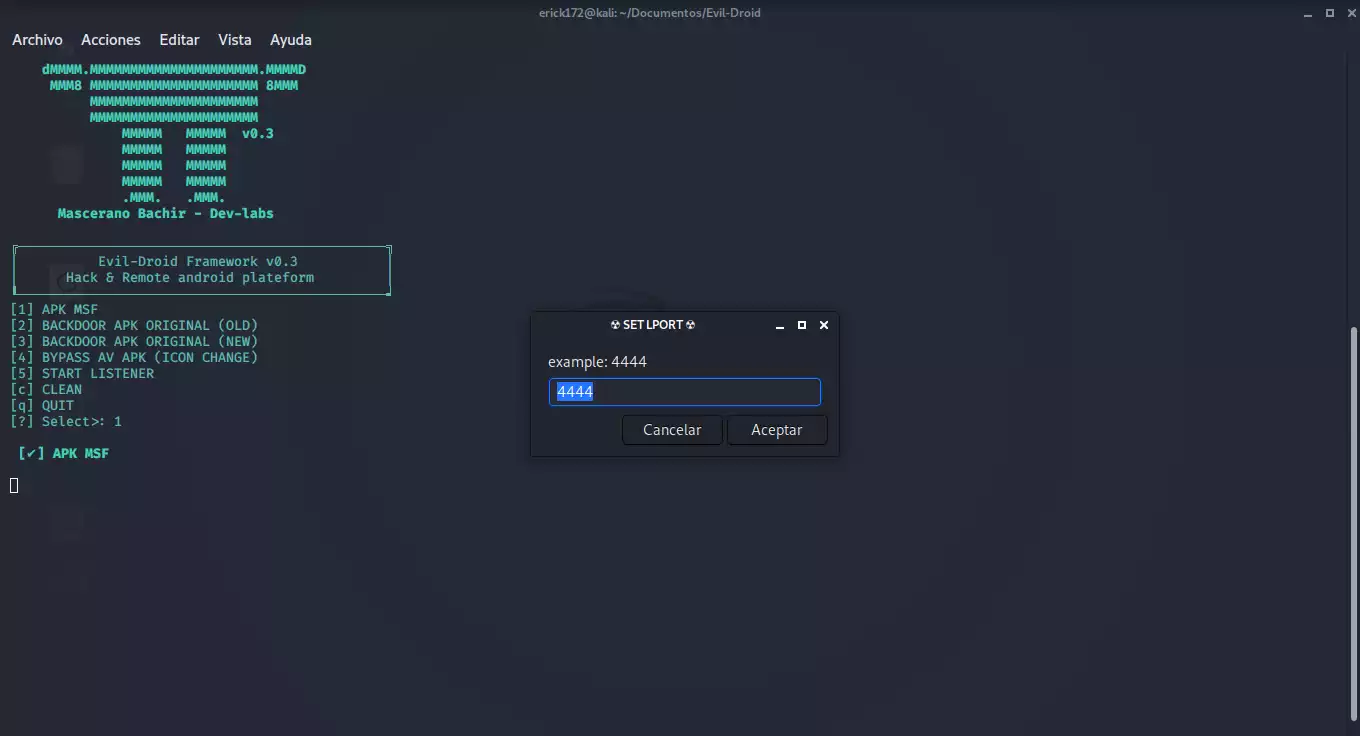 erick172@kali: ~/Documentos/Evil-Droid
Archivo Acciones Editar Vista Ayuda
dMMMM.MMMMMMMMMMMMMMMMMMMMM.MMMMD
MMM8 MMMMMMMMMMMMMMMMMMMMM 8MMM
MMMMMMMMMMMMMMMMMMMMM
MMMMMMMMMMMMMMMMMMMMM
MMMMM MMMMM v0.3
MMMMM MMMMM
MMMMM MMMMM
MMMMM MMMMM
.MMM. .MMM.
Mascerano Bachir - Dev-labs
Evil-Droid Framework v0.3
Hack & Remote android plateform
[1] APK MSF
[2] BACKDOOR APK ORIGINAL (OLD)
[3] BACKDOOR APK ORIGINAL (NEW)
[4] BYPASS AV APK (ICON CHANGE)
[5] START LISTENER
[c] CLEAN
[q] QUIT
[?] Select>: 1
[✔] APK MSF
☢ SET LPORT ☢
example: 4444
4444
Cancelar Aceptar